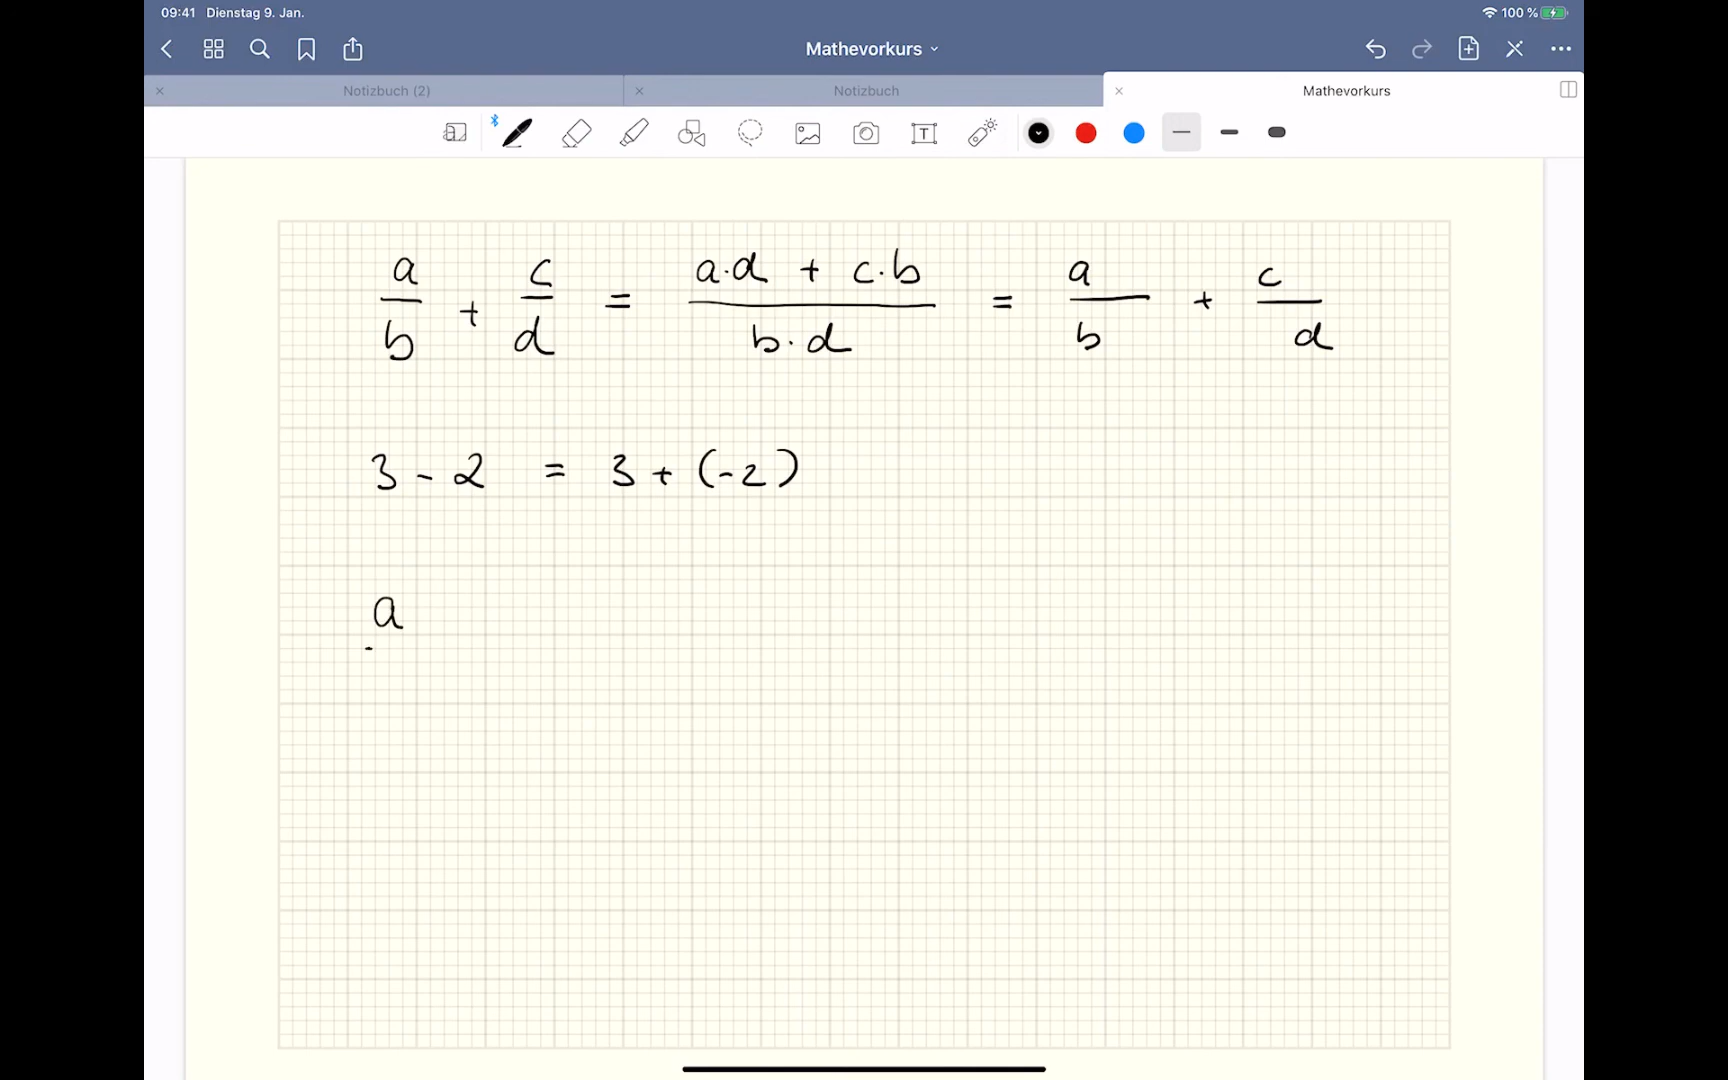 09:41 Dienstag 9. Jan. 100 %
Mathevorkurs
Notizbuch (2) Notizbuch Mathevorkurs
a/b + c/d = (a·d + c·b)/(b·d) = a/b + c/d
3 - 2 = 3 + (-2)
a